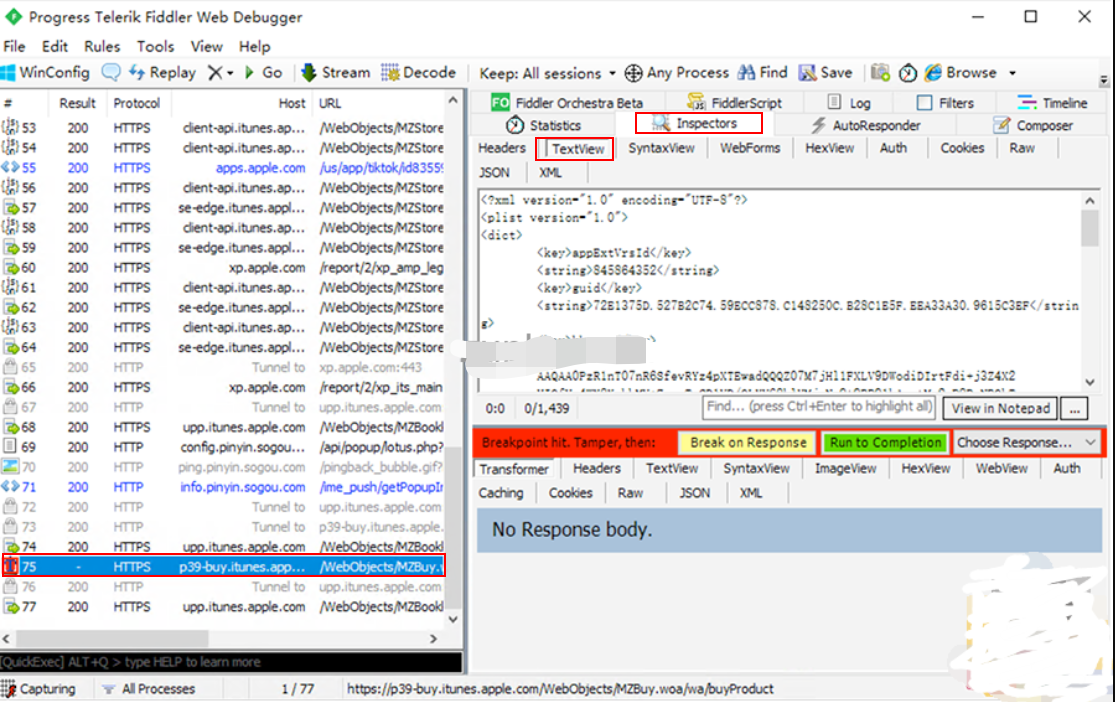 Progress Telerik Fiddler Web Debugger
File Edit Rules Tools View Help
WinConfig Replay Go Stream Decode Keep: All sessions Any Process Find Save Browse
# Result Protocol Host URL
53 200 HTTPS client-api.itunes.ap... /WebObjects/MZStore
54 200 HTTPS client-api.itunes.ap... /WebObjects/MZStore
55 200 HTTPS apps.apple.com /us/app/tiktok/id83559
56 200 HTTPS client-api.itunes.ap... /WebObjects/MZStore
57 200 HTTPS se-edge.itunes.appl... /WebObjects/MZStore
58 200 HTTPS client-api.itunes.ap... /WebObjects/MZStore
59 200 HTTPS se-edge.itunes.appl... /WebObjects/MZStore
60 200 HTTPS xp.apple.com /report/2/xp_amp_leg
61 200 HTTPS client-api.itunes.ap... /WebObjects/MZStore
62 200 HTTPS se-edge.itunes.appl... /WebObjects/MZStore
63 200 HTTPS client-api.itunes.ap... /WebObjects/MZStore
64 200 HTTPS se-edge.itunes.appl... /WebObjects/MZStore
65 200 HTTP Tunnel to xp.apple.com:443
66 200 HTTPS xp.apple.com /report/2/xp_its_main
67 200 HTTP Tunnel to upp.itunes.apple.com
68 200 HTTPS upp.itunes.apple.com /WebObjects/MZBookl
69 200 HTTP config.pinyin.sogou... /api/popup/lotus.php?
70 200 HTTP ping.pinyin.sogou.com /pingback_bubble.gif?
71 200 HTTP info.pinyin.sogou.com /ime_push/getPopupIn
72 200 HTTP Tunnel to upp.itunes.apple.com
73 200 HTTP Tunnel to p39-buy.itunes.apple.
74 200 HTTPS upp.itunes.apple.com /WebObjects/MZBookl
75 - HTTPS p39-buy.itunes.app... /WebObjects/MZBuy.w
76 200 HTTP Tunnel to upp.itunes.apple.com
77 200 HTTPS upp.itunes.apple.com /WebObjects/MZBookl
[QuickExec] ALT+Q > type HELP to learn more
FO Fiddler Orchestra Beta FiddlerScript Log Filters Timeline
Statistics Inspectors AutoResponder Composer
Headers TextView SyntaxView WebForms HexView Auth Cookies Raw
JSON XML
<?xml version="1.0" encoding="UTF-8"?>
<plist version="1.0">
<dict>
<key>appExtVrsId</key>
<string>845864352</string>
<key>guid</key>
<string>72E1375D.527B2C74.59ECC878.C148250C.B28C1B5F.EEA33A30.9615C3EF</strin
g>
0:0 0/1,439 Find... (press Ctrl+Enter to highlight all) View in Notepad ...
Breakpoint hit. Tamper, then: Break on Response Run to Completion Choose Response...
Transformer Headers TextView SyntaxView ImageView HexView WebView Auth
Caching Cookies Raw JSON XML
No Response body.
Capturing All Processes 1 / 77 https://p39-buy.itunes.apple.com/WebObjects/MZBuy.woa/wa/buyProduct